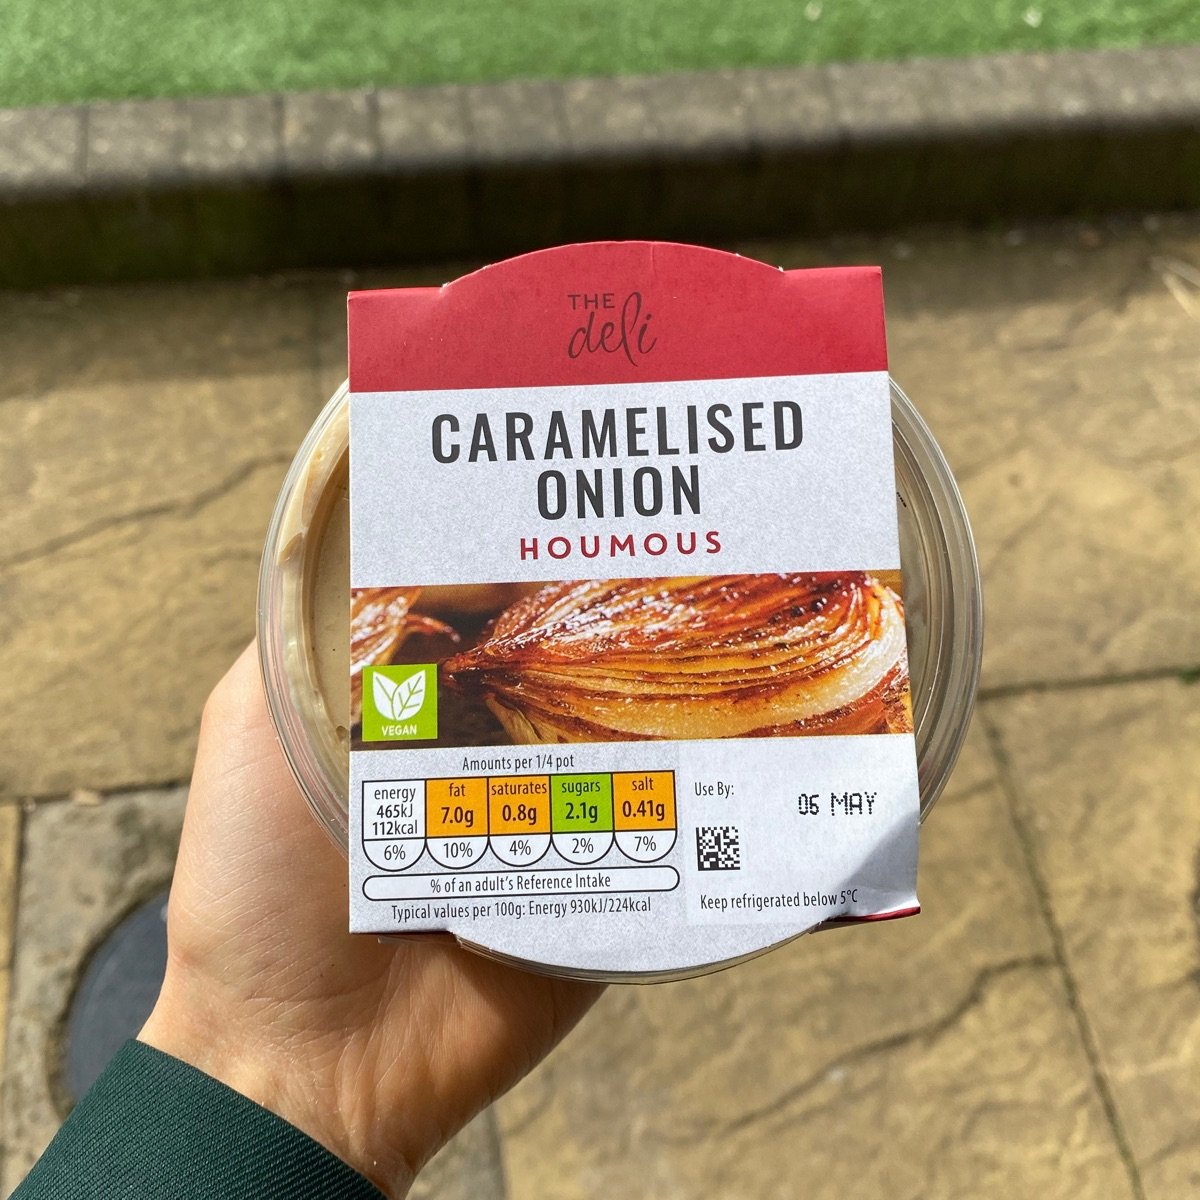 THE
deli
CARAMELISED
ONION
HOUMOUS
VEGAN
Amounts per 1/4 pot
energy
465kJ
112kcal
6%
fat
7.0g
10%
saturates
0.8g
4%
sugars
2.1g
2%
salt
0.41g
7%
% of an adult's Reference Intake
Typical values per 100g: Energy 930kJ/224kcal
Use By:
06 MAY
Keep refrigerated below 5°C